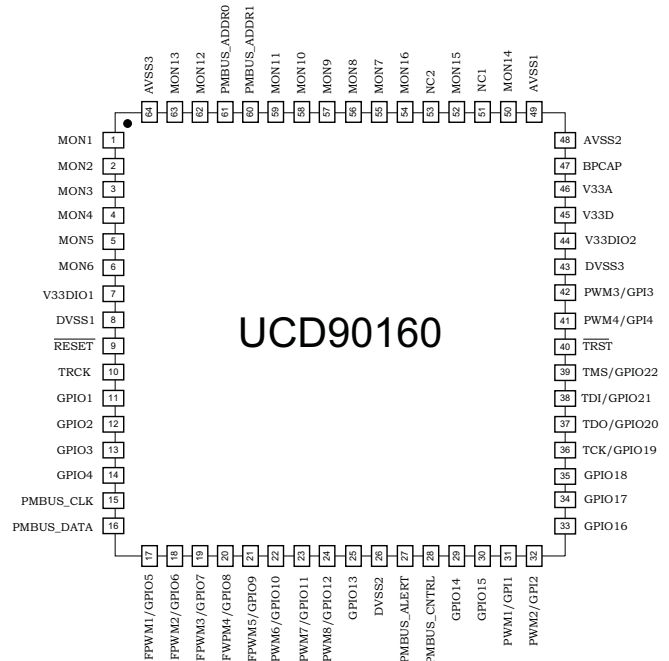 AVSS3
MON13
MON12
PMBUS_ADDR0
PMBUS_ADDR1
MON11
MON10
MON9
MON8
MON7
MON16
NC2
MON15
NC1
MON14
AVSS1
64
63
62
61
60
59
58
57
56
55
54
53
52
51
50
49
MON1 1
MON2 2
MON3 3
MON4 4
MON5 5
MON6 6
V33DIO1 7
DVSS1 8
RESET 9
TRCK 10
GPIO1 11
GPIO2 12
GPIO3 13
GPIO4 14
PMBUS_CLK 15
PMBUS_DATA 16
UCD90160
48 AVSS2
47 BPCAP
46 V33A
45 V33D
44 V33DIO2
43 DVSS3
42 PWM3/GPI3
41 PWM4/GPI4
40 TRST
39 TMS/GPIO22
38 TDI/GPIO21
37 TDO/GPIO20
36 TCK/GPIO19
35 GPIO18
34 GPIO17
33 GPIO16
17
18
19
20
21
22
23
24
25
26
27
28
29
30
31
32
FPWM1/GPIO5
FPWM2/GPIO6
FPWM3/GPIO7
FWPM4/GPIO8
FPWM5/GPIO9
PWM6/GPIO10
PWM7/GPIO11
PWM8/GPIO12
GPIO13
DVSS2
PMBUS_ALERT
PMBUS_CNTRL
GPIO14
GPIO15
PWM1/GPI1
PWM2/GPI2